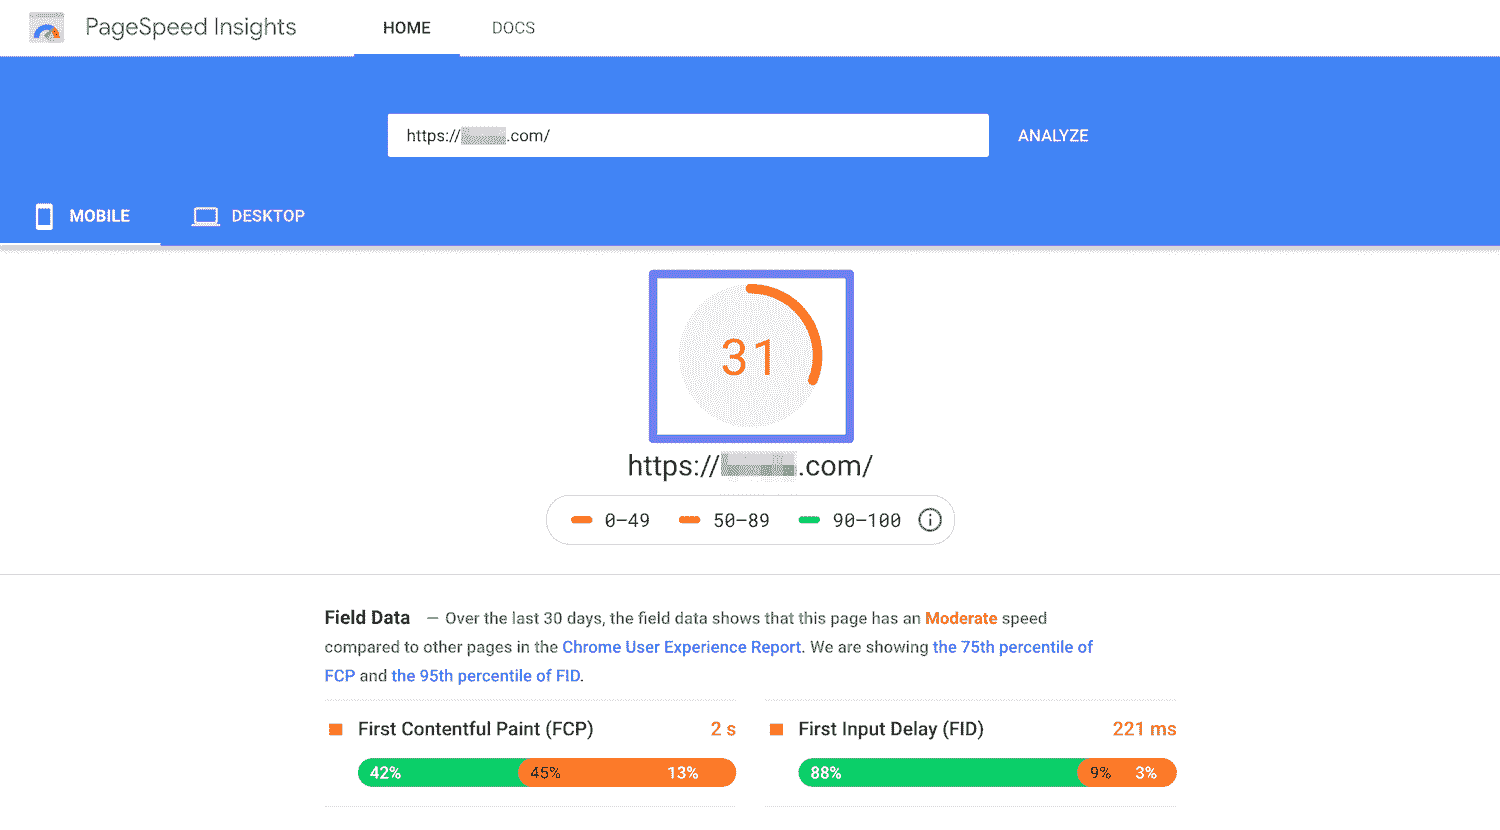 PageSpeed Insights HOME DOCS
https:// .com/ ANALYZE
MOBILE DESKTOP
31
https:// .com/
0–49 50–89 90–100
Field Data — Over the last 30 days, the field data shows that this page has an Moderate speed
compared to other pages in the Chrome User Experience Report. We are showing the 75th percentile of
FCP and the 95th percentile of FID.
First Contentful Paint (FCP) 2 s
42% 45% 13%
First Input Delay (FID) 221 ms
88% 9% 3%